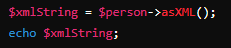 $xmlString = $person->asXML();
echo $xmlString;